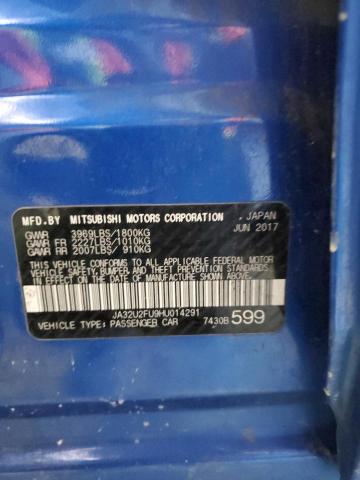 MFD.BY MITSUBISHI MOTORS CORPORATION , JAPAN
GVWR 3969LBS/1800KG JUN 2017
GAWR FR 2227LBS/1010KG
GAWR RR 2007LBS/ 910KG
THIS VEHICLE CONFORMS TO ALL APPLICABLE FEDERAL MOTOR
VEHICLE SAFETY, BUMPER, AND THEFT PREVENTION STANDARDS
IN EFFECT ON THE DATE OF MANUFACTURE SHOWN ABOVE.
JA32U2FU9HU014291
VEHICLE TYPE: PASSENGER CAR 7430B 599